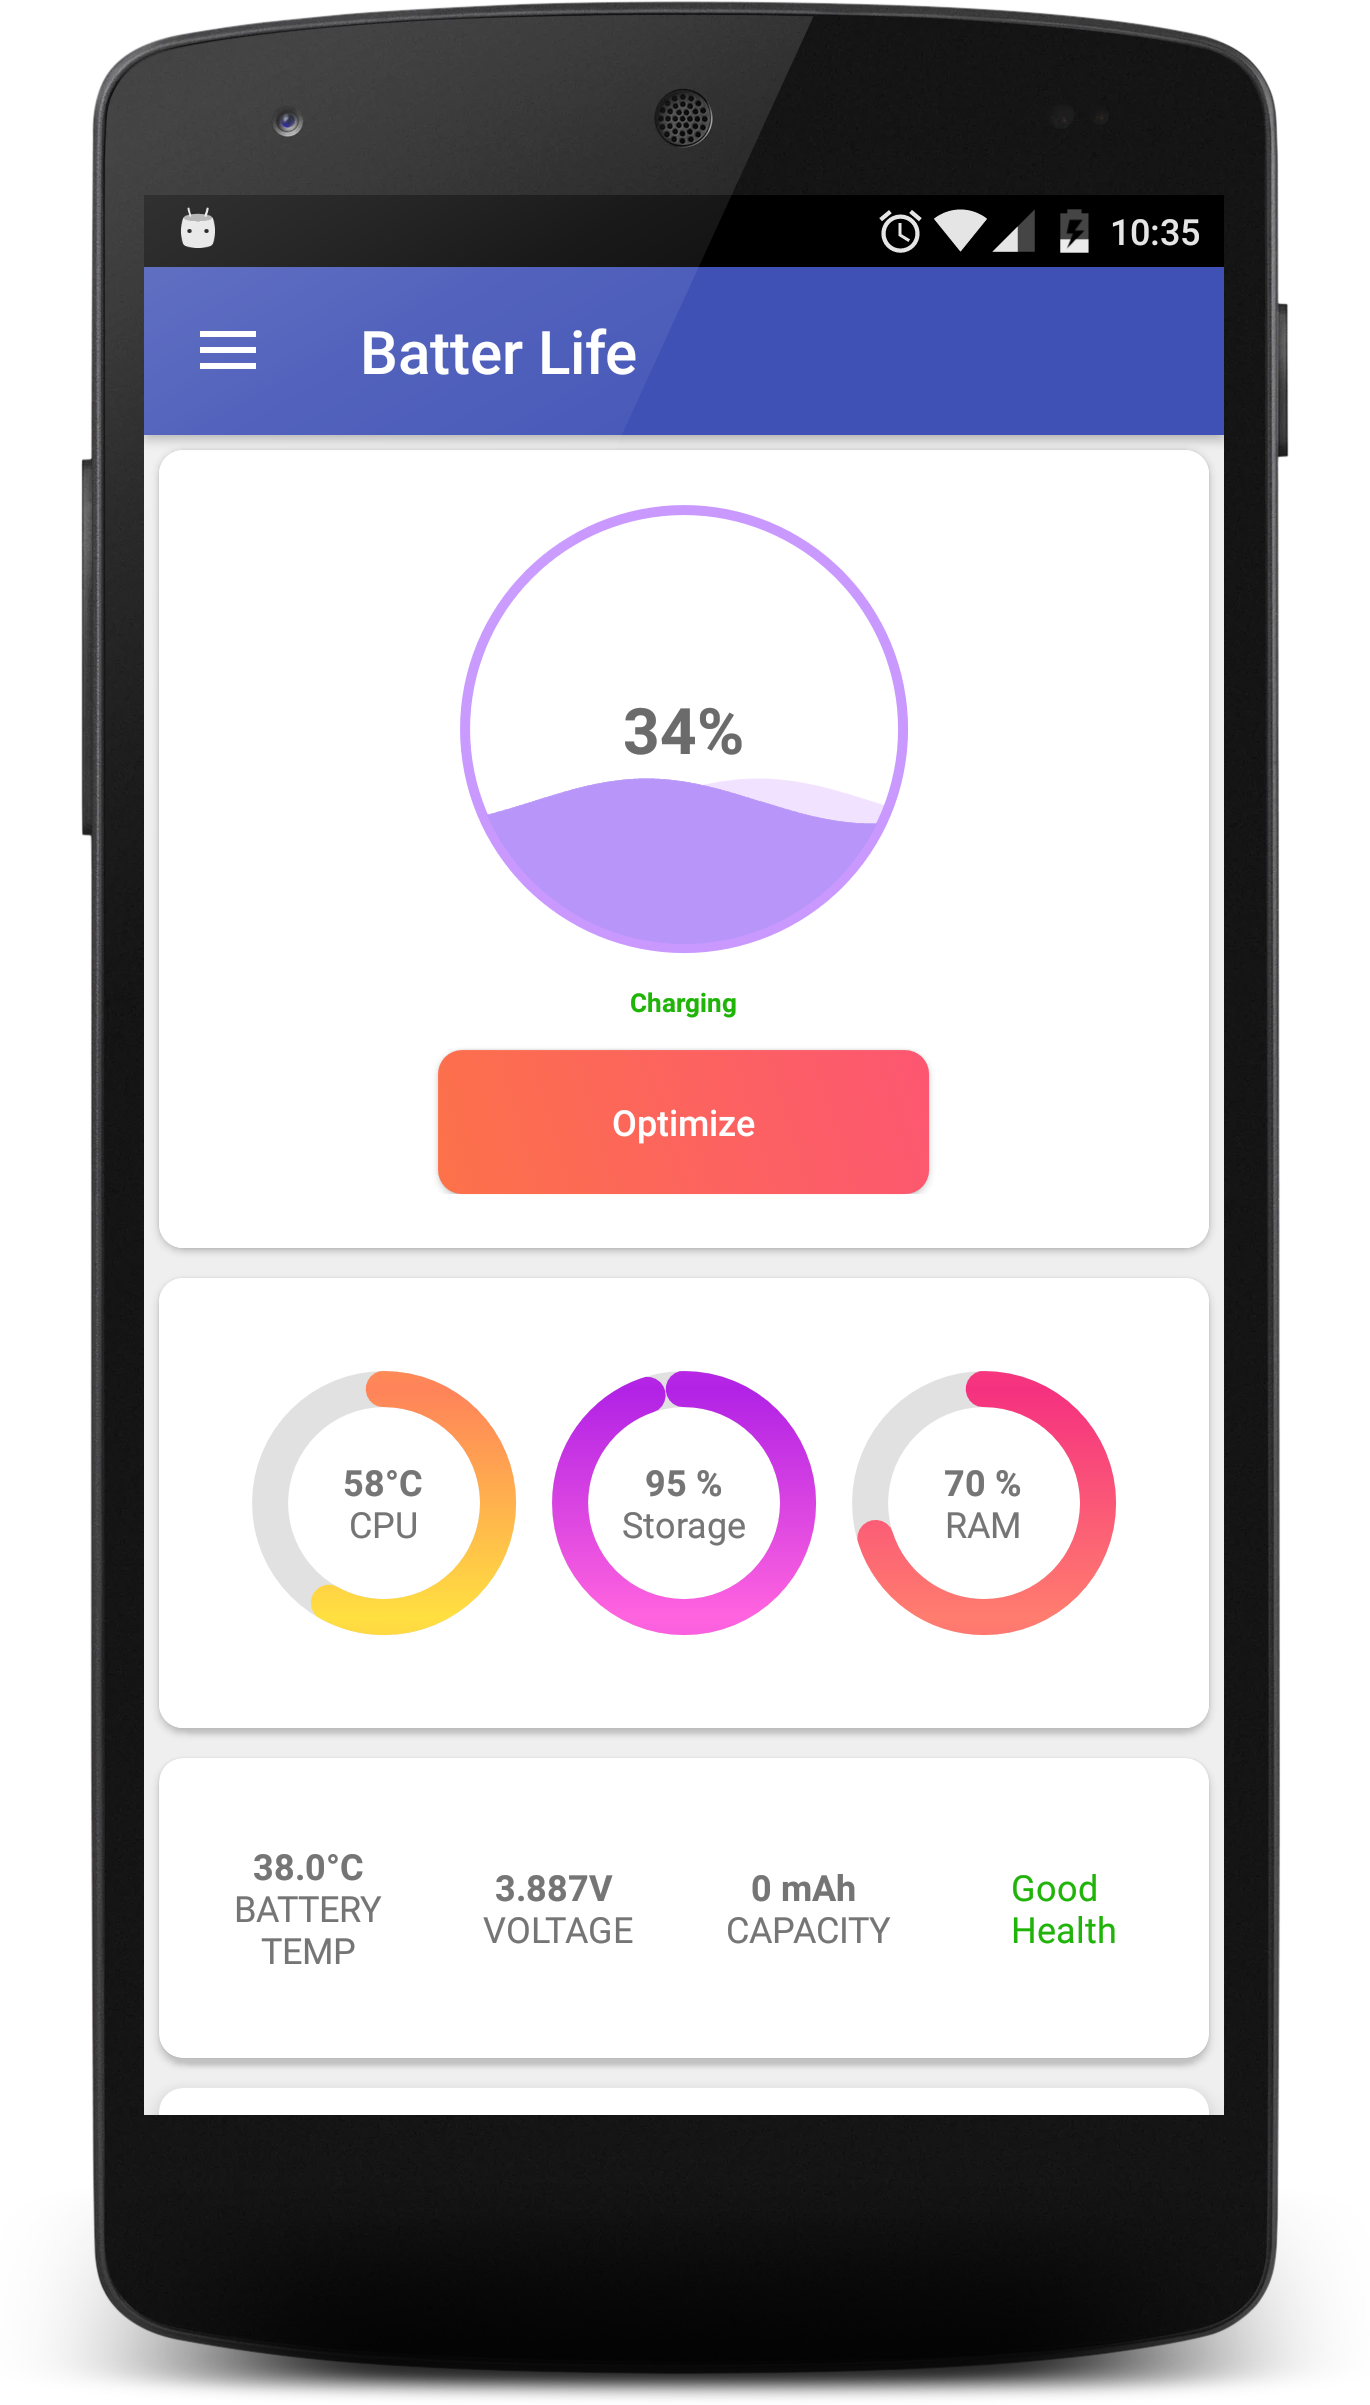 10:35
Batter Life
34%
Charging
Optimize
58°C
CPU
95 %
Storage
70 %
RAM
38.0°C
BATTERY
TEMP
3.887V
VOLTAGE
0 mAh
CAPACITY
Good
Health